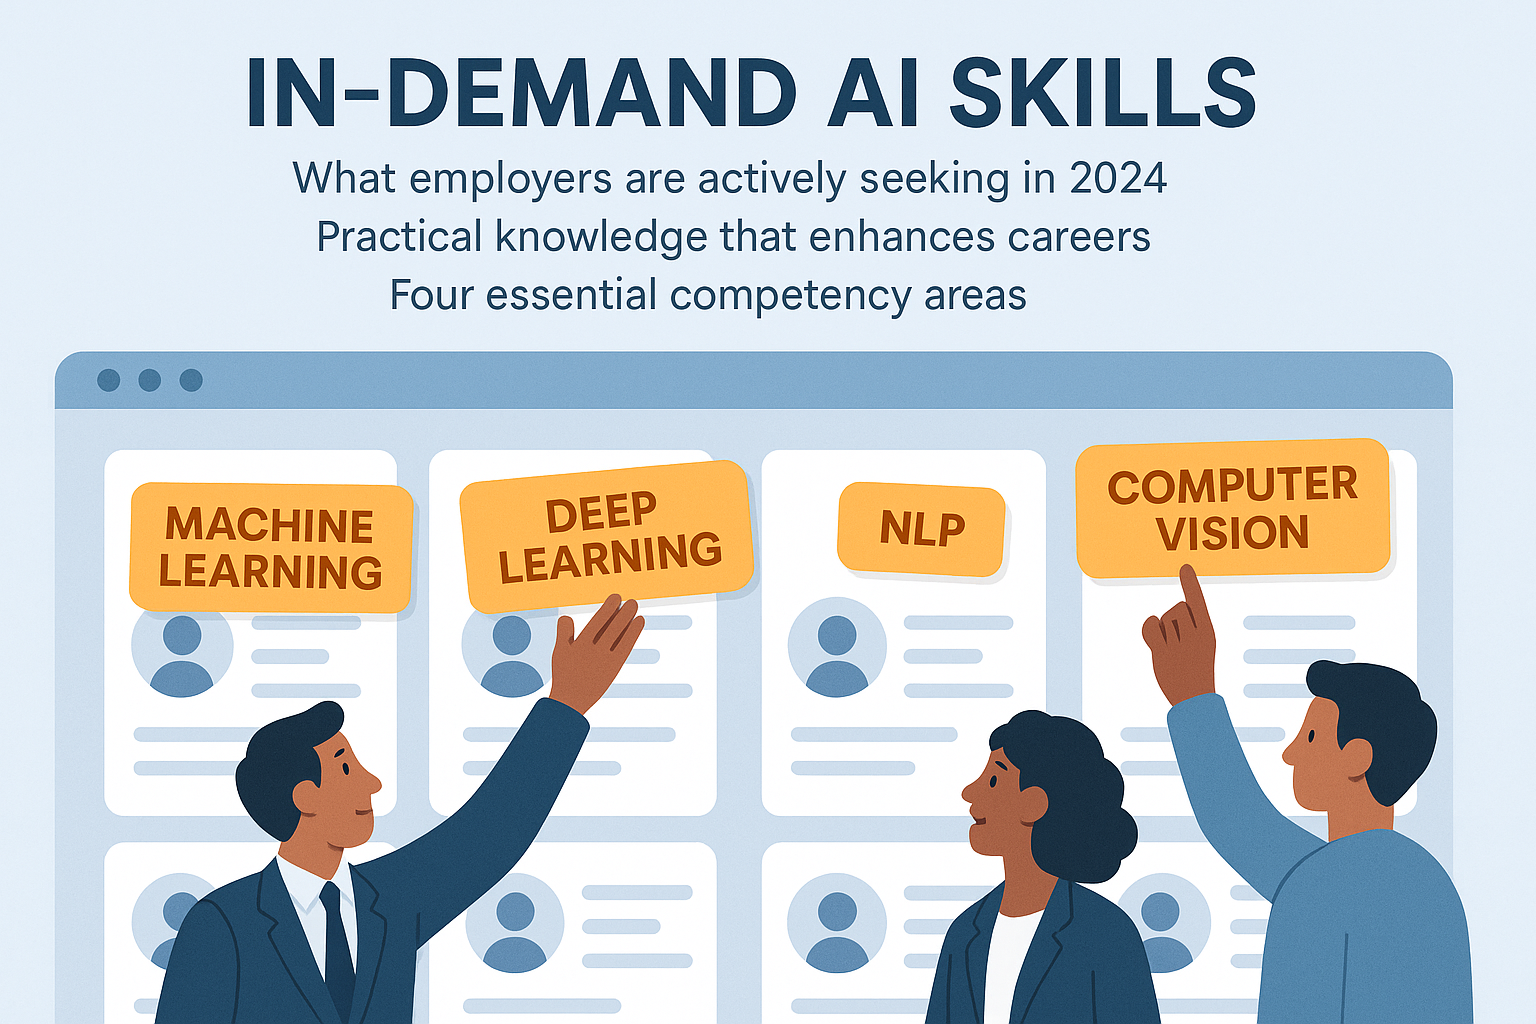 IN-DEMAND AI SKILLS
What employers are actively seeking in 2024
Practical knowledge that enhances careers
Four essential competency areas
MACHINE
LEARNING
DEEP
LEARNING
NLP
COMPUTER
VISION